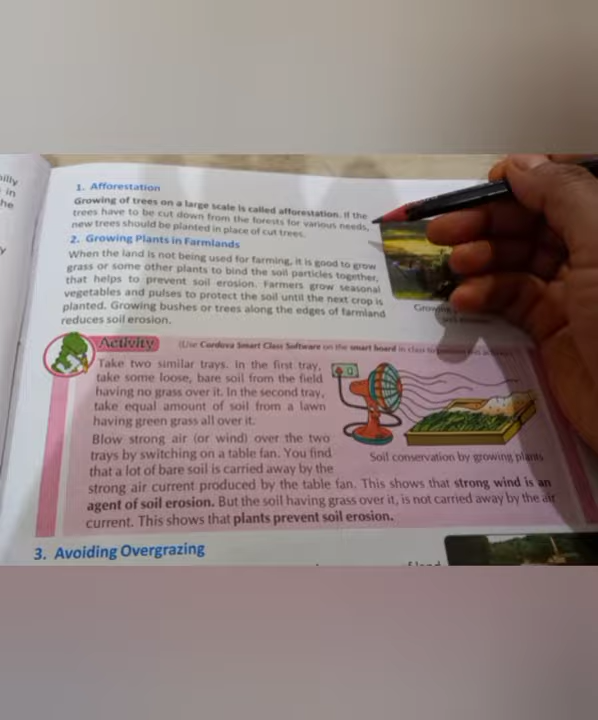 hilly
in
he
y
1. Afforestation
Growing of trees on a large scale is called afforestation. If the
trees have to be cut down from the forests for various needs,
new trees should be planted in place of cut trees.
2. Growing Plants in Farmlands
When the land is not being used for farming, it is good to grow
grass or some other plants to bind the soil particles together,
that helps to prevent soil erosion. Farmers grow seasonal
vegetables and pulses to protect the soil until the next crop is
planted. Growing bushes or trees along the edges of farmland
reduces soil erosion.
Growing
Activity
(Use Cordova Smart Class Software on the smart board in class to
Take two similar trays. In the first tray,
take some loose, bare soil from the field
having no grass over it. In the second tray,
take equal amount of soil from a lawn
having green grass all over it.
Blow strong air (or wind) over the two
trays by switching on a table fan. You find
that a lot of bare soil is carried away by the
strong air current produced by the table fan. This shows that strong wind is an
agent of soil erosion. But the soil having grass over it, is not carried away by the air
current. This shows that plants prevent soil erosion.
Soil conservation by growing plants
3. Avoiding Overgrazing